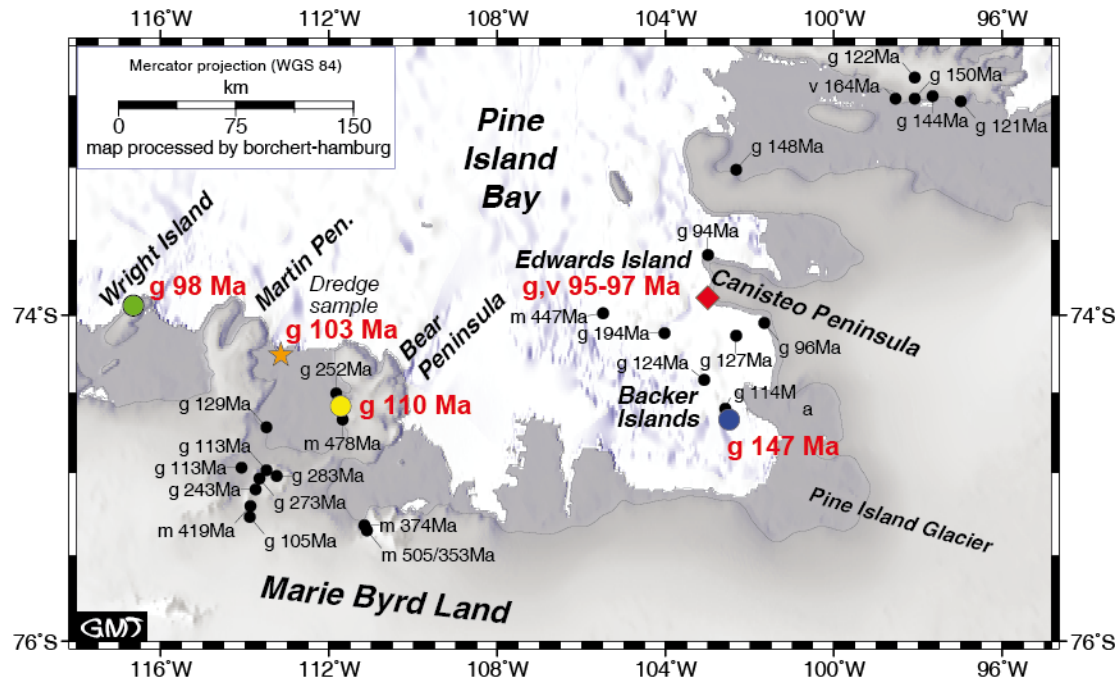 116°W
112°W
108°W
104°W
100°W
96°W
Mercator projection (WGS 84)
km
0
75
150
map processed by borchert-hamburg
Pine
Island
Bay
g 122Ma
v 164Ma
g 150Ma
g 144Ma
g 121Ma
g 148Ma
Wright Island
g 98 Ma
Martin Pen.
Dredge
sample
g 103 Ma
Bear
Peninsula
g 94Ma
Edwards Island
g,v 95-97 Ma
Canisteo Peninsula
74°S
74°S
m 447Ma
g 194Ma
g 127Ma
g 96Ma
g 124Ma
g 252Ma
g 110 Ma
Backer
Islands
g 114M
a
g 129Ma
m 478Ma
g 147 Ma
g 113Ma
g 113Ma
g 283Ma
g 243Ma
g 273Ma
m 419Ma
g 105Ma
m 374Ma
m 505/353Ma
Pine Island Glacier
Marie Byrd Land
GMT
76°S
76°S
116°W
112°W
108°W
104°W
100°W
96°W